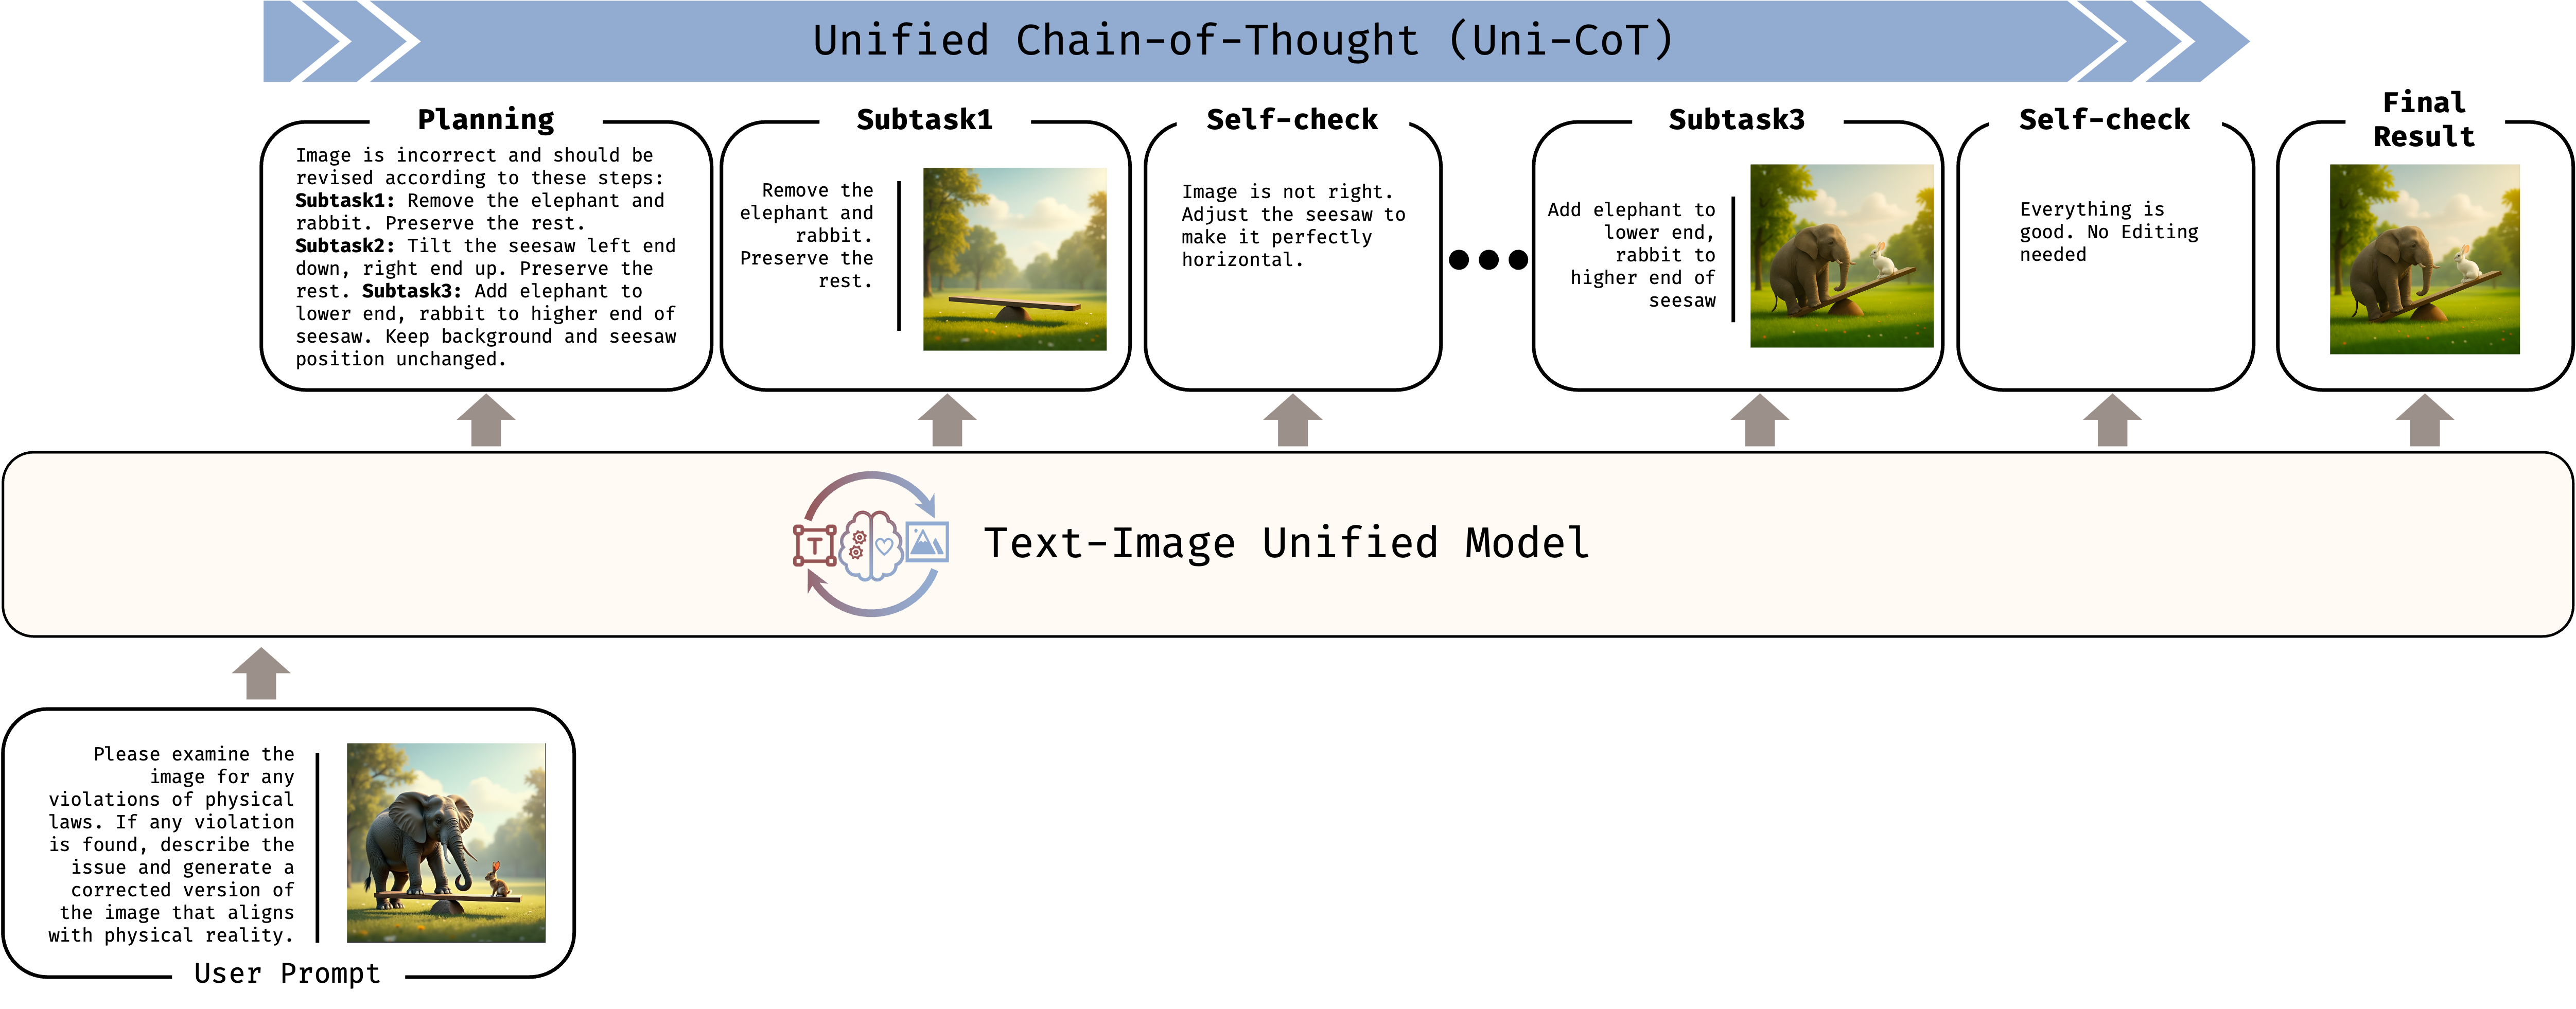 Unified Chain-of-Thought (Uni-CoT)
Planning
Image is incorrect and should be
revised according to these steps:
Subtask1: Remove the elephant and
rabbit. Preserve the rest.
Subtask2: Tilt the seesaw left end
down, right end up. Preserve the
rest. Subtask3: Add elephant to
lower end, rabbit to higher end of
seesaw. Keep background and seesaw
position unchanged.
Subtask1
Remove the
elephant and
rabbit.
Preserve the
rest.
Self-check
Image is not right.
Adjust the seesaw to
make it perfectly
horizontal.
Subtask3
Add elephant to
lower end,
rabbit to
higher end of
seesaw
Self-check
Everything is
good. No Editing
needed
Final
Result
T
Text-Image Unified Model
Please examine the
image for any
violations of physical
laws. If any violation
is found, describe the
issue and generate a
corrected version of
the image that aligns
with physical reality.
User Prompt